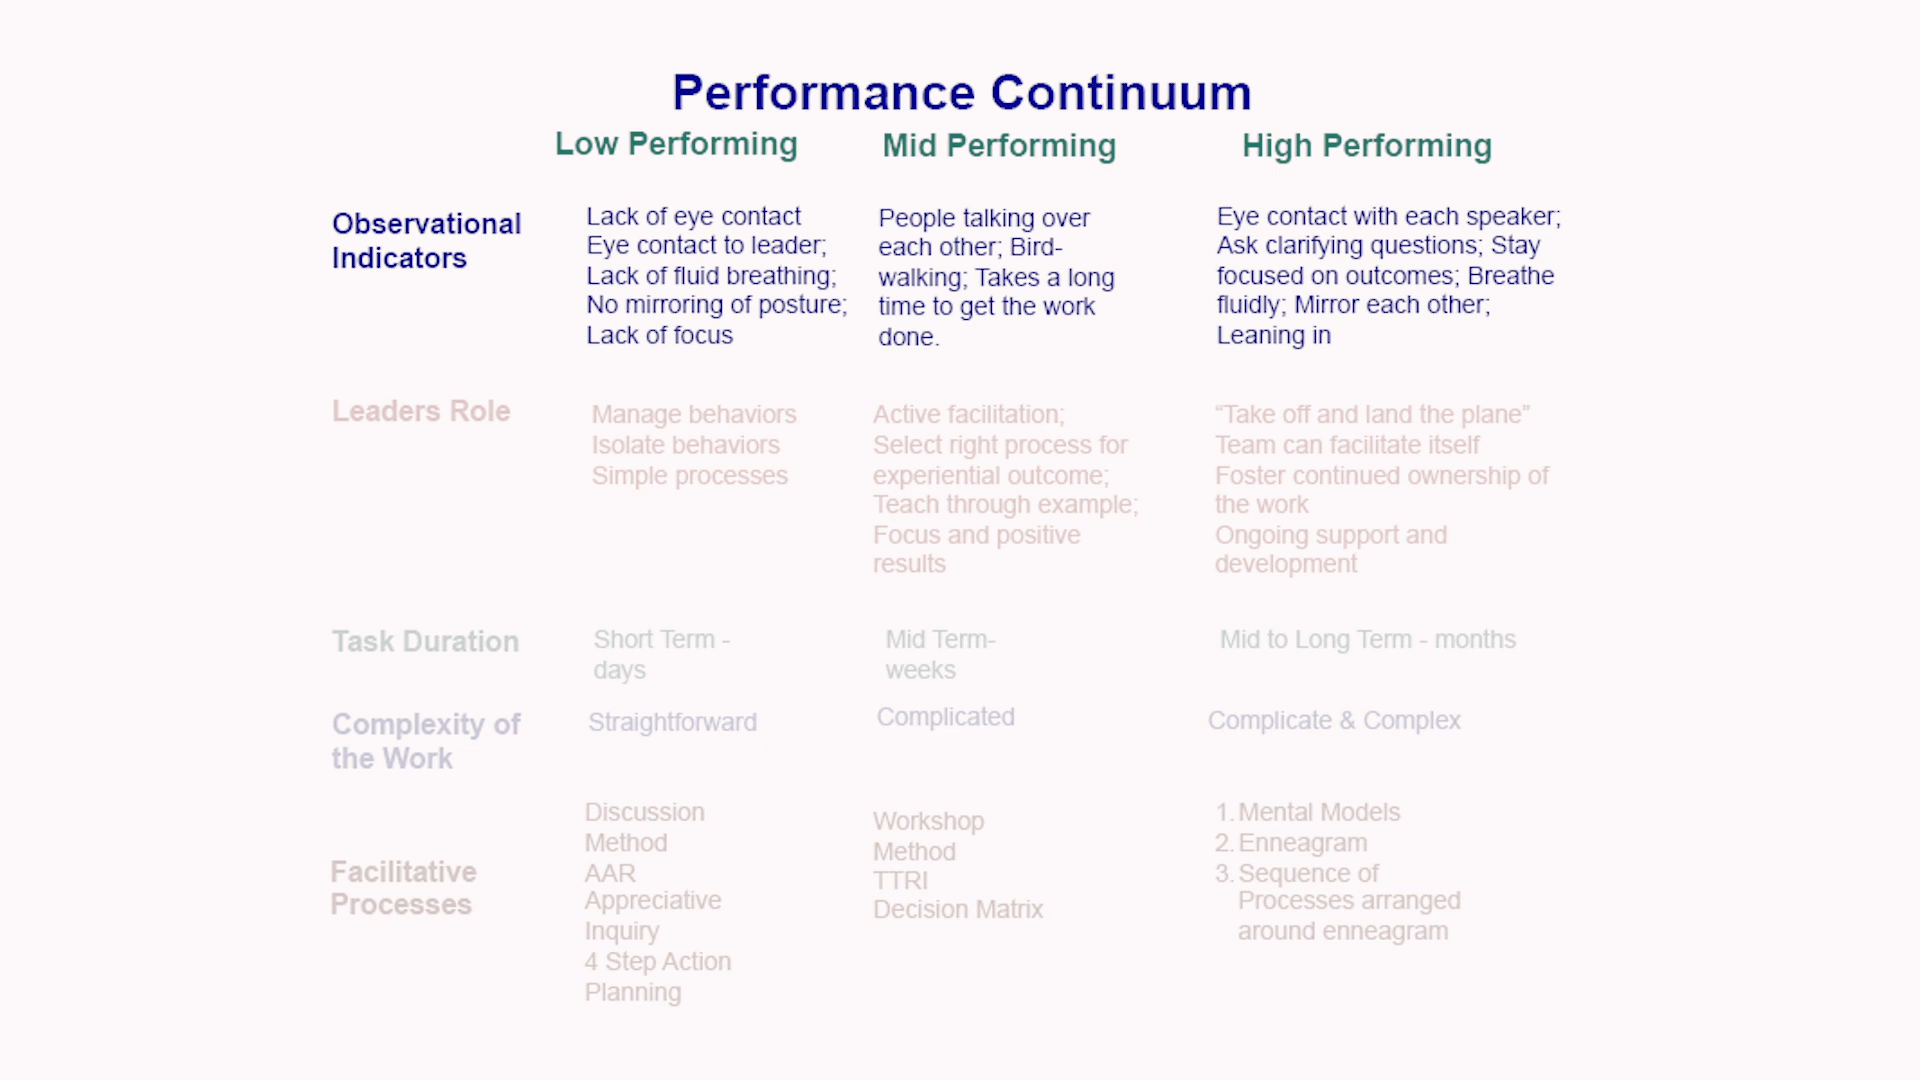 Performance Continuum
Low Performing
Mid Performing
High Performing
Observational
Indicators
Lack of eye contact
Eye contact to leader;
Lack of fluid breathing;
No mirroring of posture;
Lack of focus
People talking over
each other; Bird-
walking; Takes a long
time to get the work
done.
Eye contact with each speaker;
Ask clarifying questions; Stay
focused on outcomes; Breathe
fluidly; Mirror each other;
Leaning in
Leaders Role
Manage behaviors
Isolate behaviors
Simple processes
Active facilitation;
Select right process for
experiential outcome;
Teach through example;
Focus and positive
results
“Take off and land the plane”
Team can facilitate itself
Foster continued ownership of
the work
Ongoing support and
development
Task Duration
Short Term -
days
Mid Term-
weeks
Mid to Long Term - months
Complexity of
the Work
Straightforward
Complicated
Complicate & Complex
Facilitative
Processes
Discussion
Method
AAR
Appreciative
Inquiry
4 Step Action
Planning
Workshop
Method
TTRI
Decision Matrix
1. Mental Models
2. Enneagram
3. Sequence of
Processes arranged
around enneagram